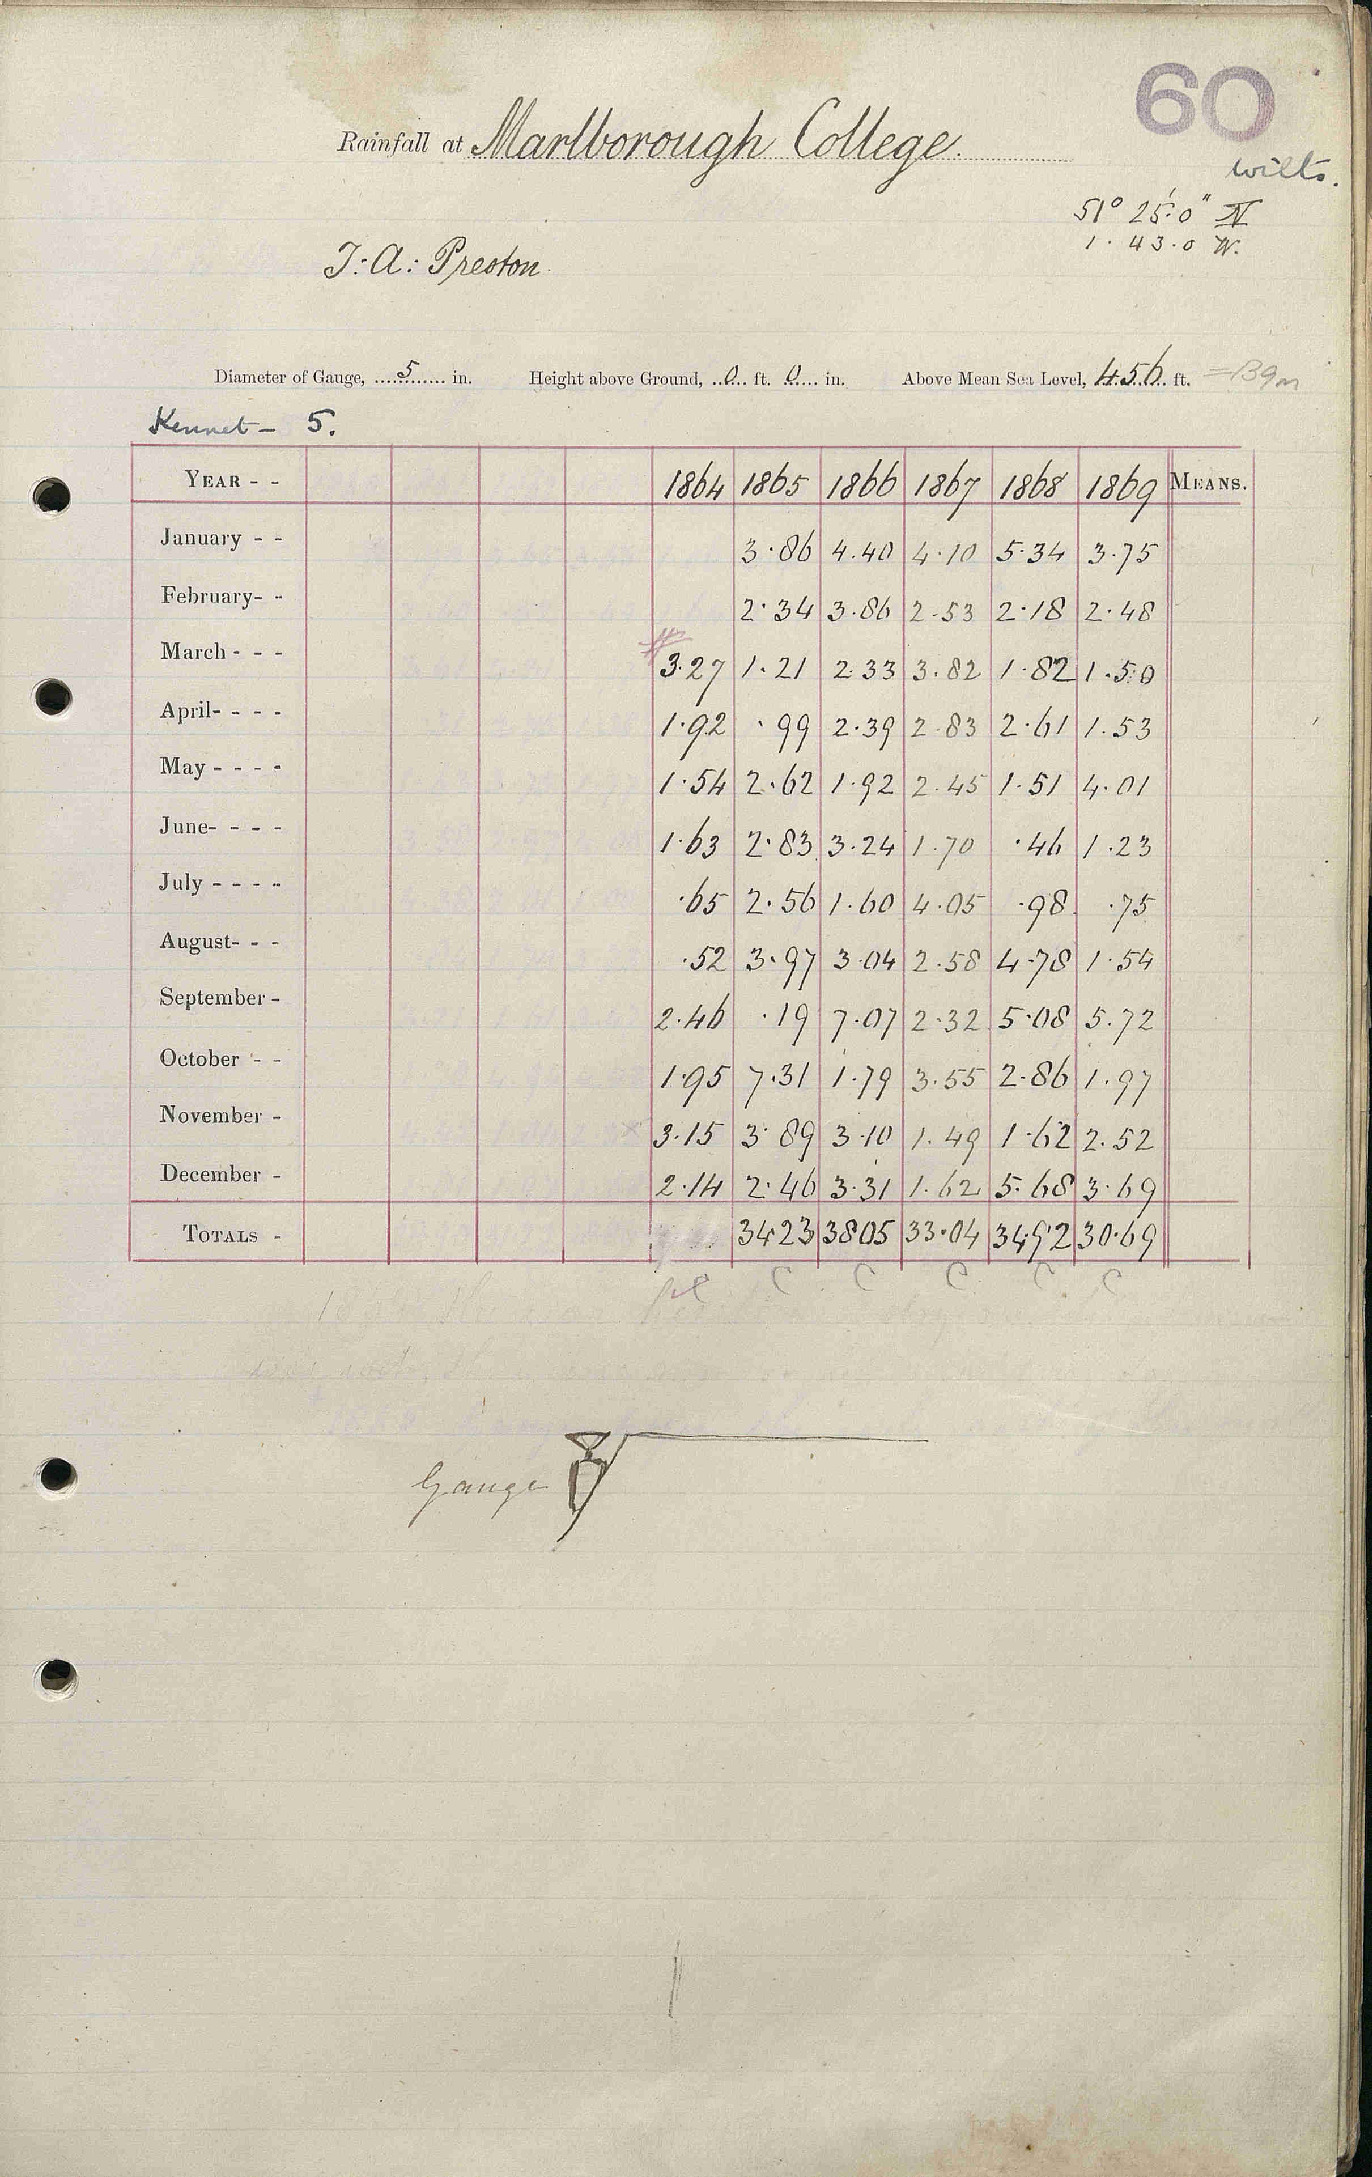 60
Rainfall at Marlborough College.
Wilts.
51° 25' 0" N
1 . 43 . 0 W.
T: A: Preston
Diameter of Gauge, 5 in. Height above Ground, 0 ft. 0 in. Above Mean Sea Level, 456 ft. =139m
Kennet - 5.
YEAR - - 1864 1865 1866 1867 1868 1869 MEANS.
January - - 3.86 4.40 4.10 5.34 3.75
February- - 2.34 3.86 2.53 2.18 2.48
March - - - 3.27 1.21 2.33 3.82 1.82 1.50
April- - - - 1.92 .99 2.39 2.83 2.61 1.53
May - - - - 1.54 2.62 1.92 2.45 1.51 4.01
June- - - - 1.63 2.83 3.24 1.70 .46 1.23
July - - - - .65 2.56 1.60 4.05 .98 .75
August- - - .52 3.97 3.04 2.58 4.78 1.54
September - 2.46 .19 7.07 2.32 5.08 5.72
October - - 1.95 7.31 1.79 3.55 2.86 1.97
November - 3.15 3.89 3.10 1.49 1.62 2.52
December - 2.14 2.46 3.31 1.62 5.68 3.69
TOTALS - 34.23 38.05 33.04 34.92 30.69
C C C C C
Gauge